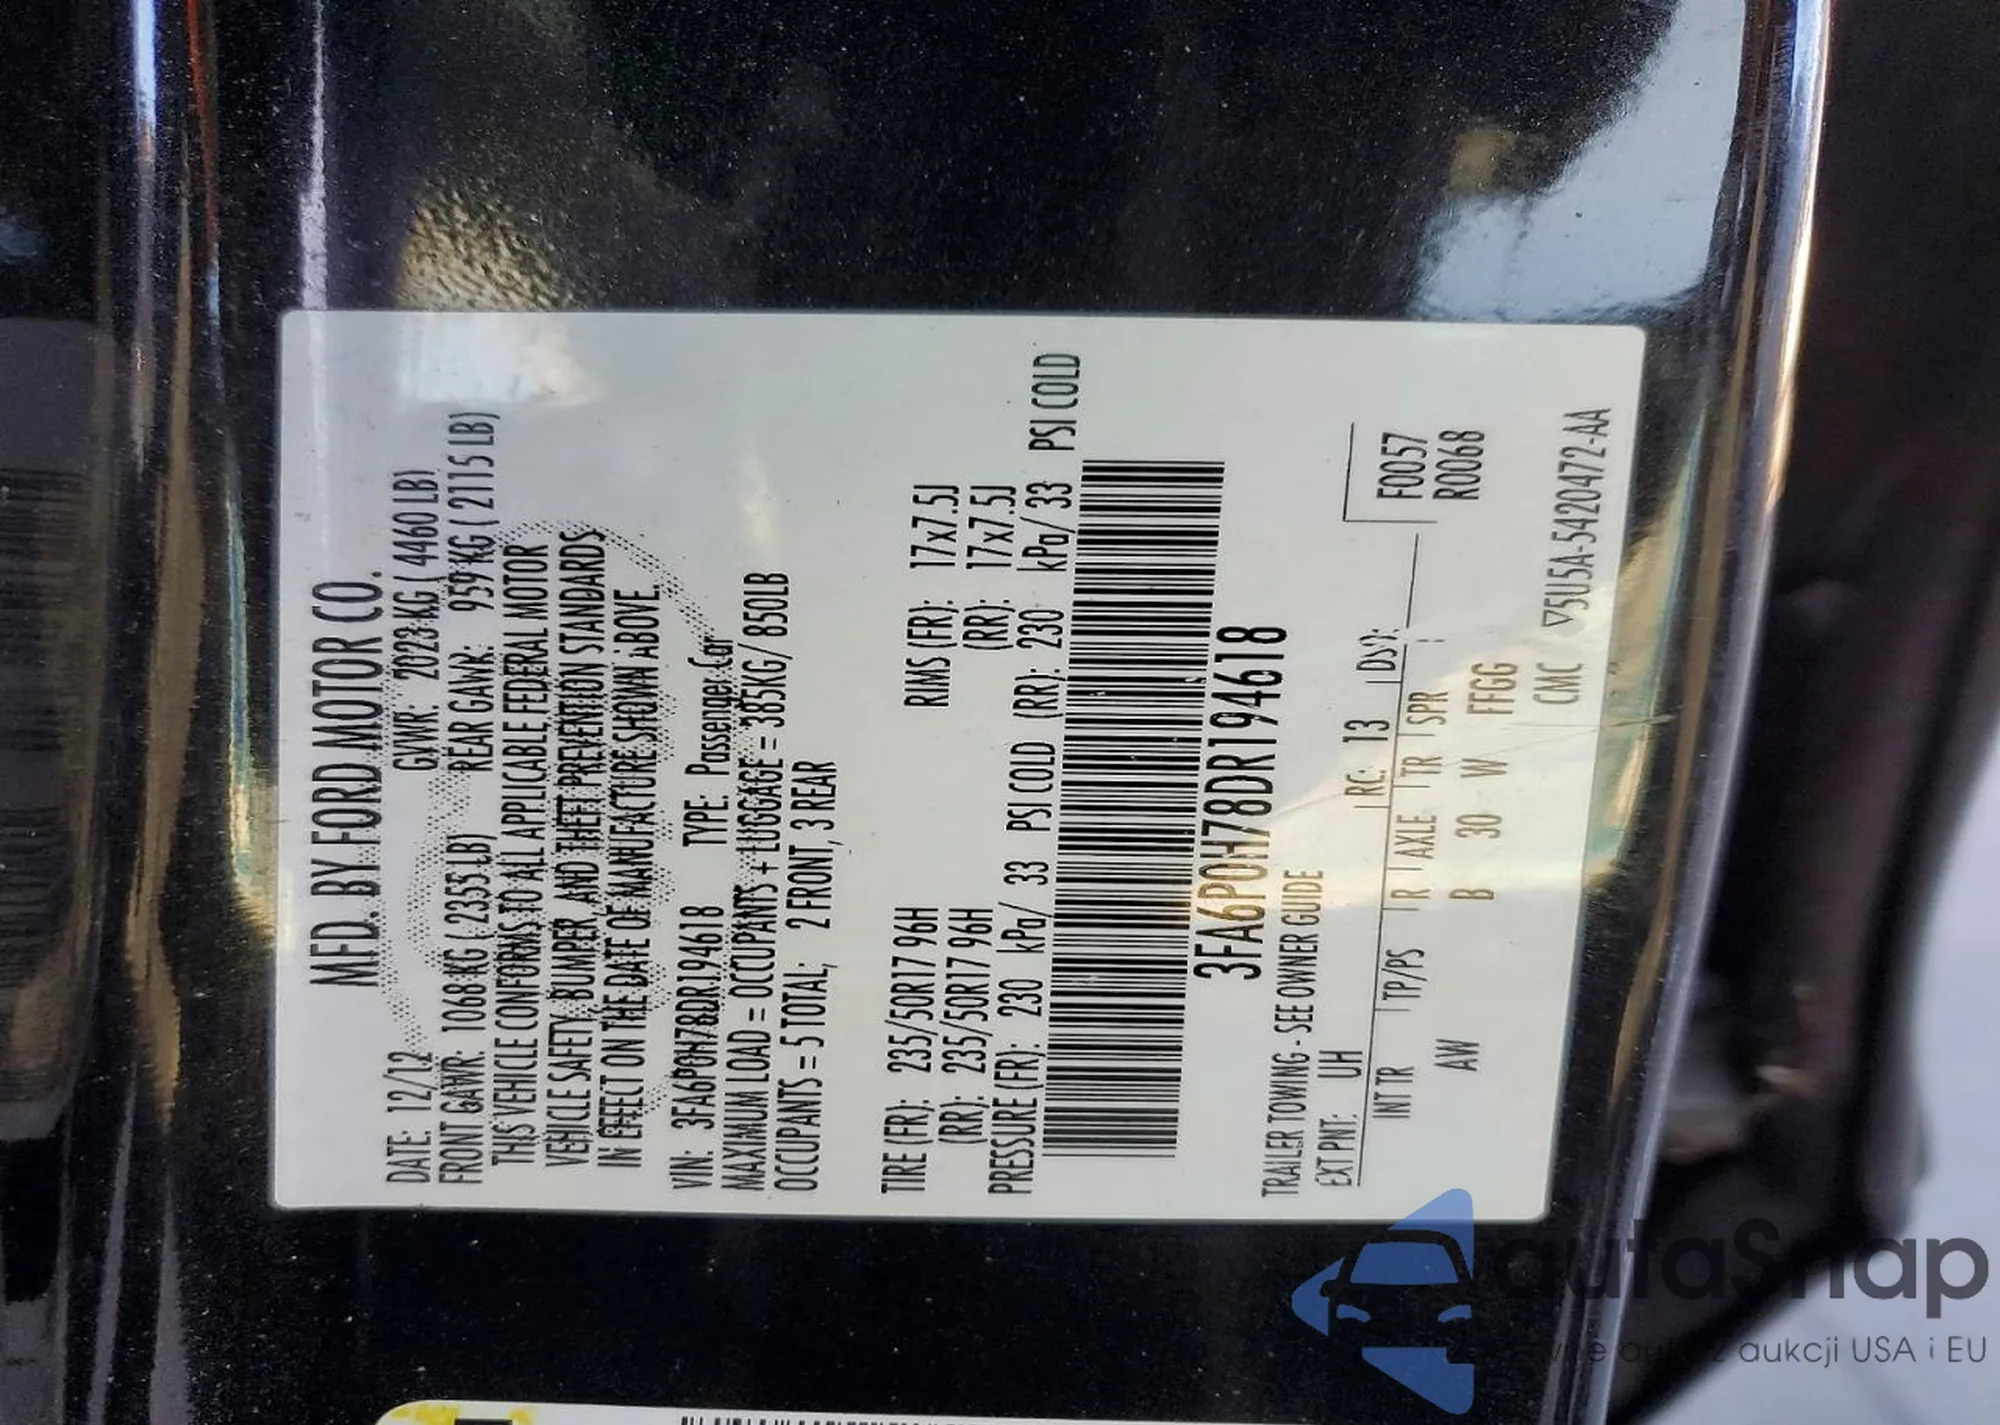 MFD. BY FORD MOTOR CO.
DATE: 12/12 GVWR: 2023 KG ( 4460 LB)
FRONT GAWR: 1068 KG ( 2355 LB) REAR GAWR: 959 KG ( 2115 LB)
THIS VEHICLE CONFORMS TO ALL APPLICABLE FEDERAL MOTOR
VEHICLE SAFETY, BUMPER, AND THEFT PREVENTION STANDARDS
IN EFFECT ON THE DATE OF MANUFACTURE SHOWN ABOVE.
VIN: 3FA6P0H78DR194618 TYPE: Passenger Car
MAXIMUM LOAD = OCCUPANTS + LUGGAGE = 385KG/ 850LB
OCCUPANTS = 5 TOTAL; 2 FRONT, 3 REAR
TIRE (FR): 235/50R17 96H RIMS (FR): 17x7.5J
(RR): 235/50R17 96H (RR): 17x7.5J
PRESSURE (FR): 230 kPa/ 33 PSI COLD (RR): 230 kPa/ 33 PSI COLD
3FA6P0H78DR194618
TRAILER TOWING - SEE OWNER GUIDE
EXT PNT: UH RC: 13 DSO: F0057
INT TR TP/PS R AXLE TR SPR R0068
AW B 30 W FFGG
CMC ▽5U5A-5420472-AA
autaSnap
aukcji USA i EU